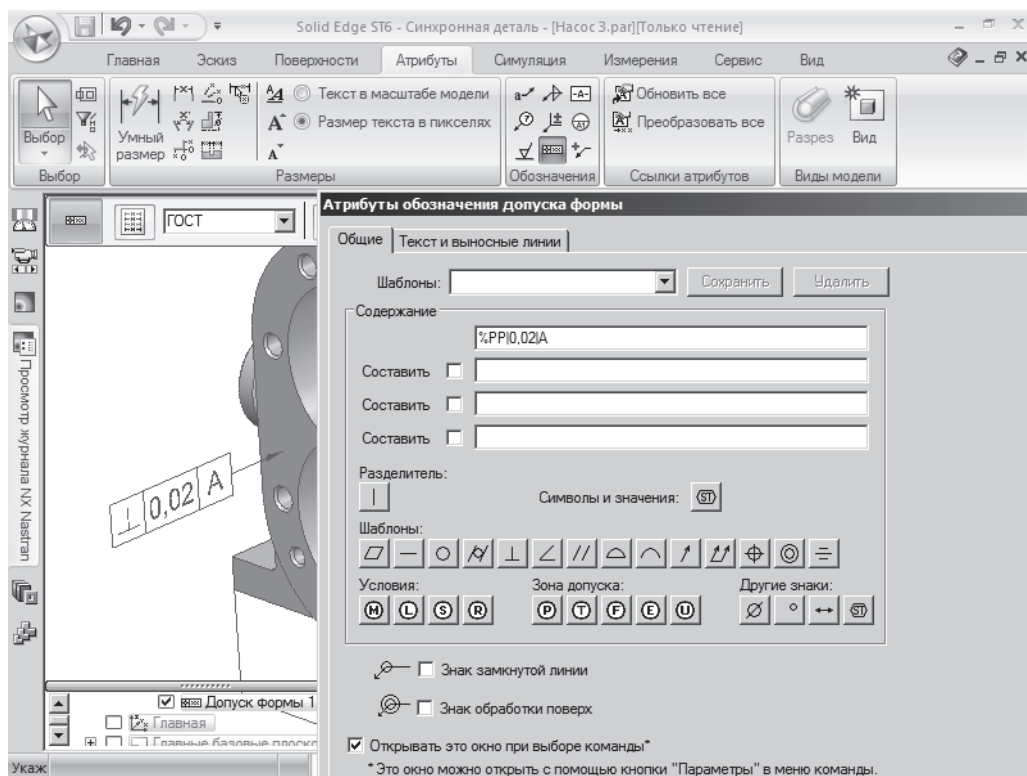 Solid Edge ST6 - Синхронная деталь - [Насос 3.par][Только чтение]
Главная Эскиз Поверхности Атрибуты Симуляция Измерения Сервис Вид
Выбор
Умный размер
Текст в масштабе модели
Размер текста в пикселях
Обновить все
Преобразовать все
Разрез Вид
Выбор Размеры Обозначения Ссылки атрибутов Виды модели
ГОСТ
Просмотр журнала NX Nastran
⊥ 0,02 A
Атрибуты обозначения допуска формы
Общие Текст и выносные линии
Шаблоны: Сохранить Удалить
Содержание
%PP|0,02|A
Составить
Составить
Составить
Разделитель:
Символы и значения:
Шаблоны:
Условия: Зона допуска: Другие знаки:
M L S R P T F E U
Знак замкнутой линии
Знак обработки поверх
Открывать это окно при выборе команды*
*Это окно можно открыть с помощью кнопки "Параметры" в меню команды.
Допуск формы 1
Главная
Главные базовые плоско
Укаж